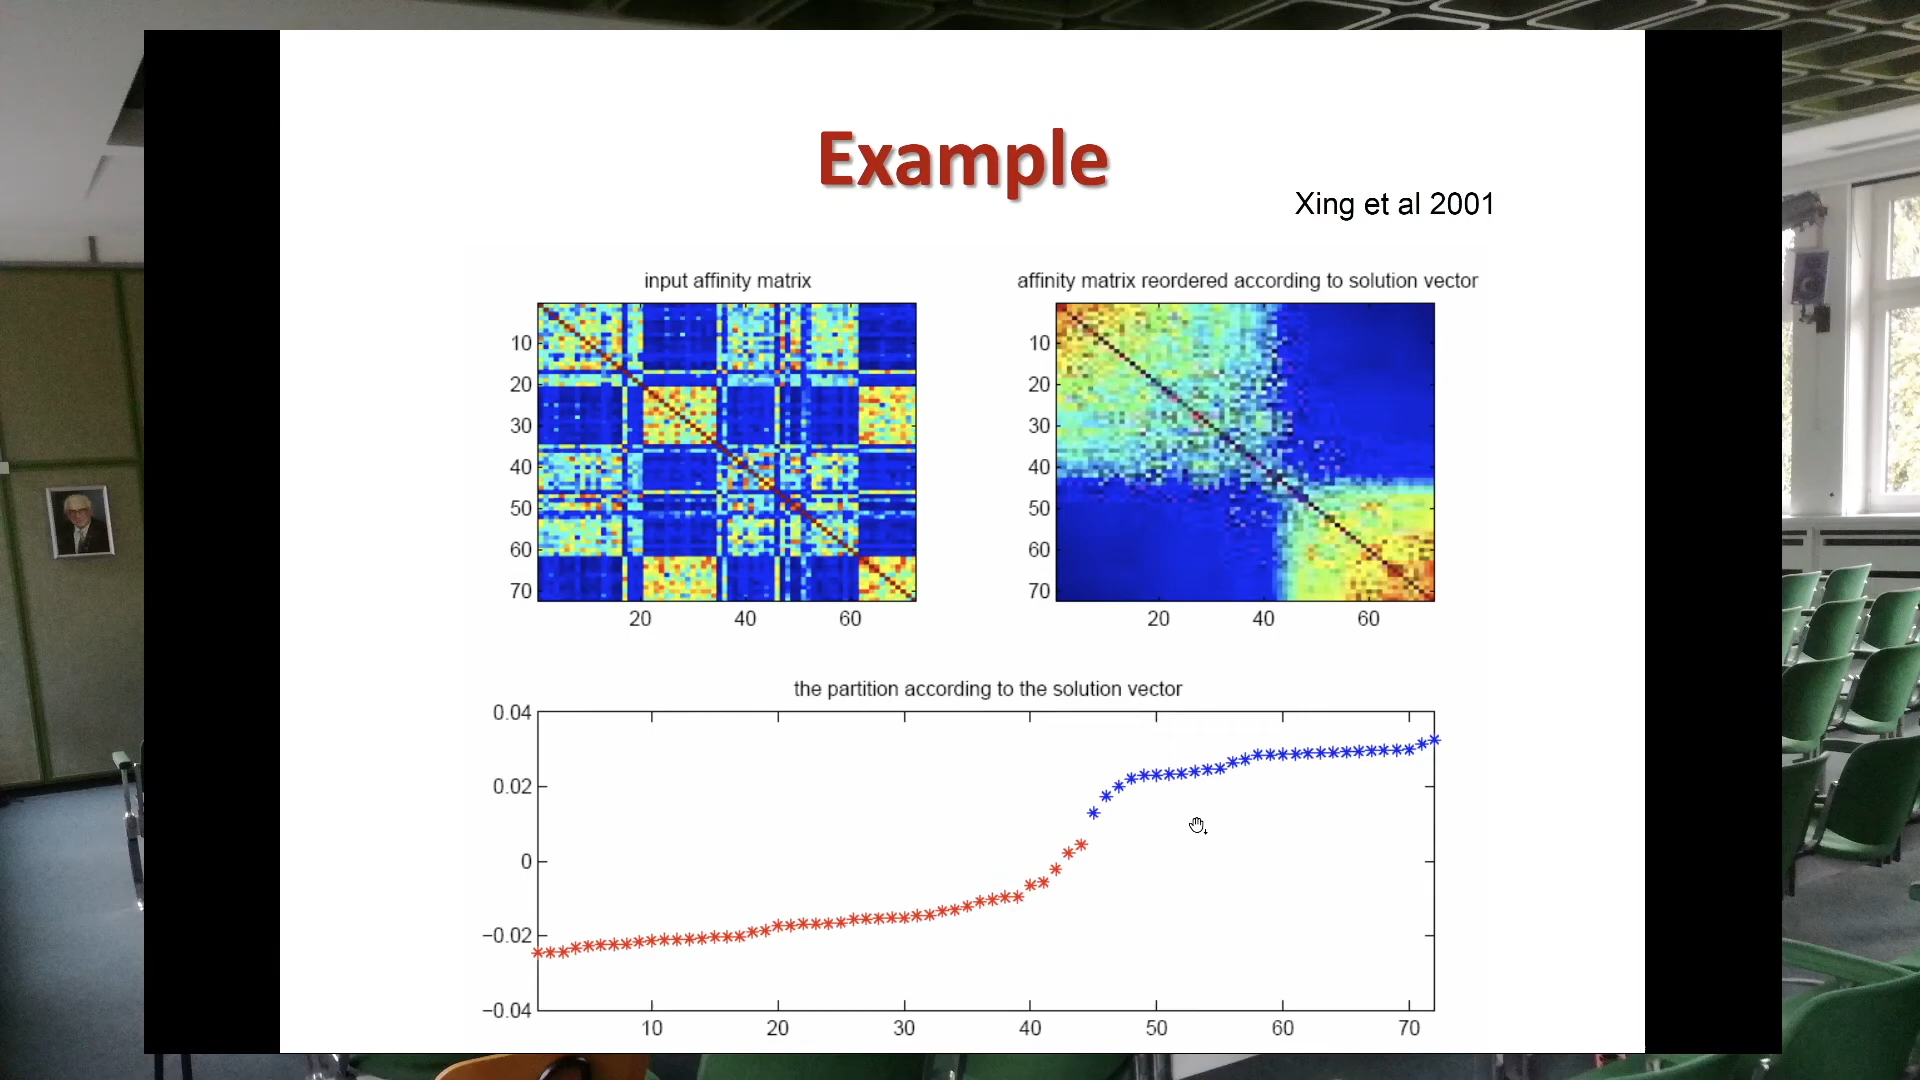 Example
Xing et al 2001
input affinity matrix
10
20
30
40
50
60
70
20 40 60
affinity matrix reordered according to solution vector
10
20
30
40
50
60
70
20 40 60
the partition according to the solution vector
0.04
0.02
0
−0.02
−0.04
10 20 30 40 50 60 70